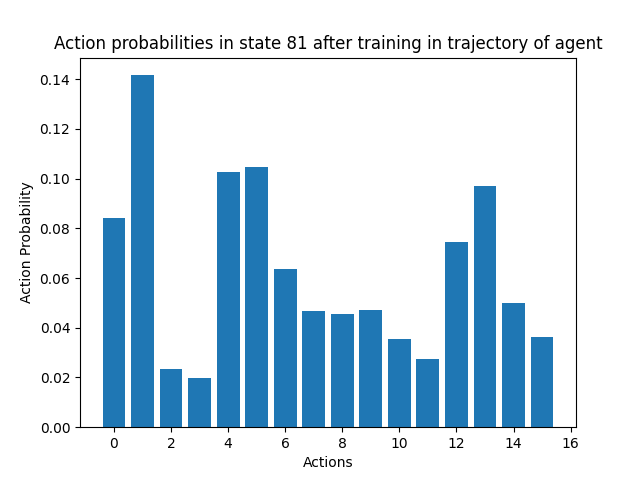 Action probabilities in state 81 after training in trajectory of agent
0.14
0.12
0.10
0.08
0.06
0.04
0.02
0.00
Action Probability
0 2 4 6 8 10 12 14 16
Actions